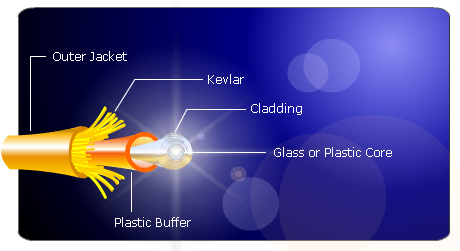 Outer Jacket
Kevlar
Cladding
Glass or Plastic Core
Plastic Buffer